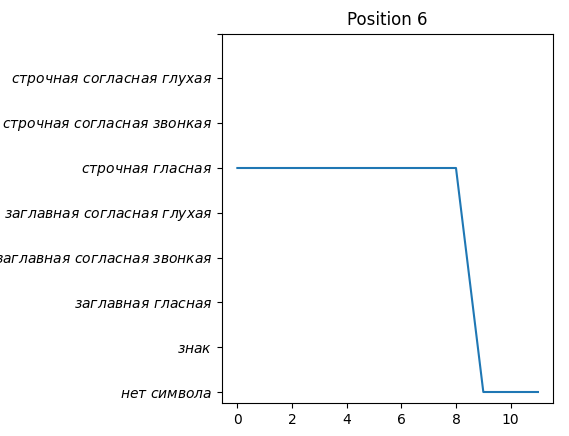 Position 6
строчная согласная глухая
строчная согласная звонкая
строчная гласная
заглавная согласная глухая
заглавная согласная звонкая
заглавная гласная
знак
нет символа
0 2 4 6 8 10